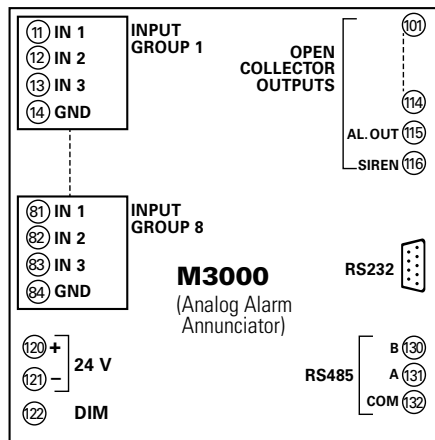 11 IN 1
12 IN 2
13 IN 3
14 GND
INPUT
GROUP 1
OPEN
COLLECTOR
OUTPUTS
101
114
AL. OUT 115
SIREN 116
81 IN 1
82 IN 2
83 IN 3
84 GND
INPUT
GROUP 8
M3000
(Analog Alarm
Annunciator)
RS232
120 +
121 –
24 V
122 DIM
RS485
B 130
A 131
COM 132